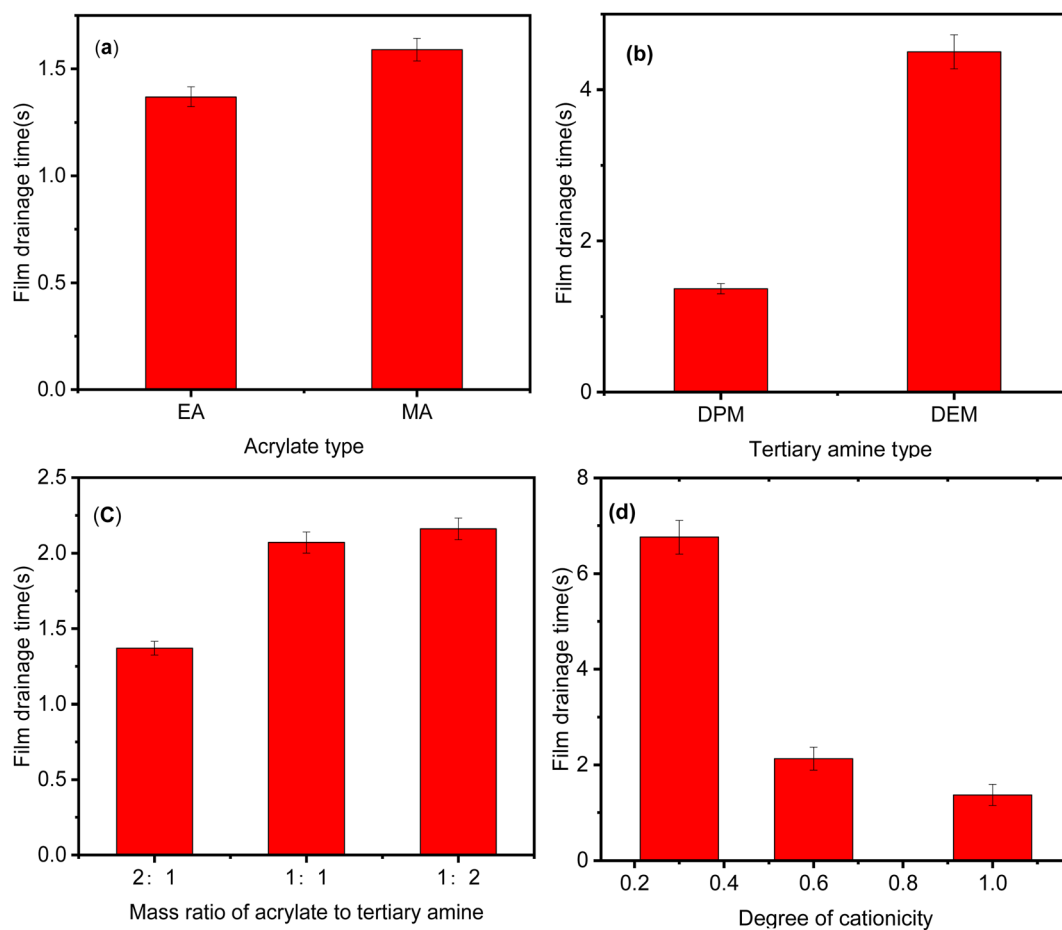 (a)
Film drainage time(s)
1.5
1.0
0.5
0.0
EA MA
Acrylate type
(b)
Film drainage time(s)
4
2
0
DPM DEM
Tertiary amine type
(C)
Film drainage time(s)
2.5
2.0
1.5
1.0
0.5
0.0
2：1 1：1 1：2
Mass ratio of acrylate to tertiary amine
(d)
Film drainage time(s)
8
6
4
2
0
0.2 0.4 0.6 0.8 1.0
Degree of cationicity